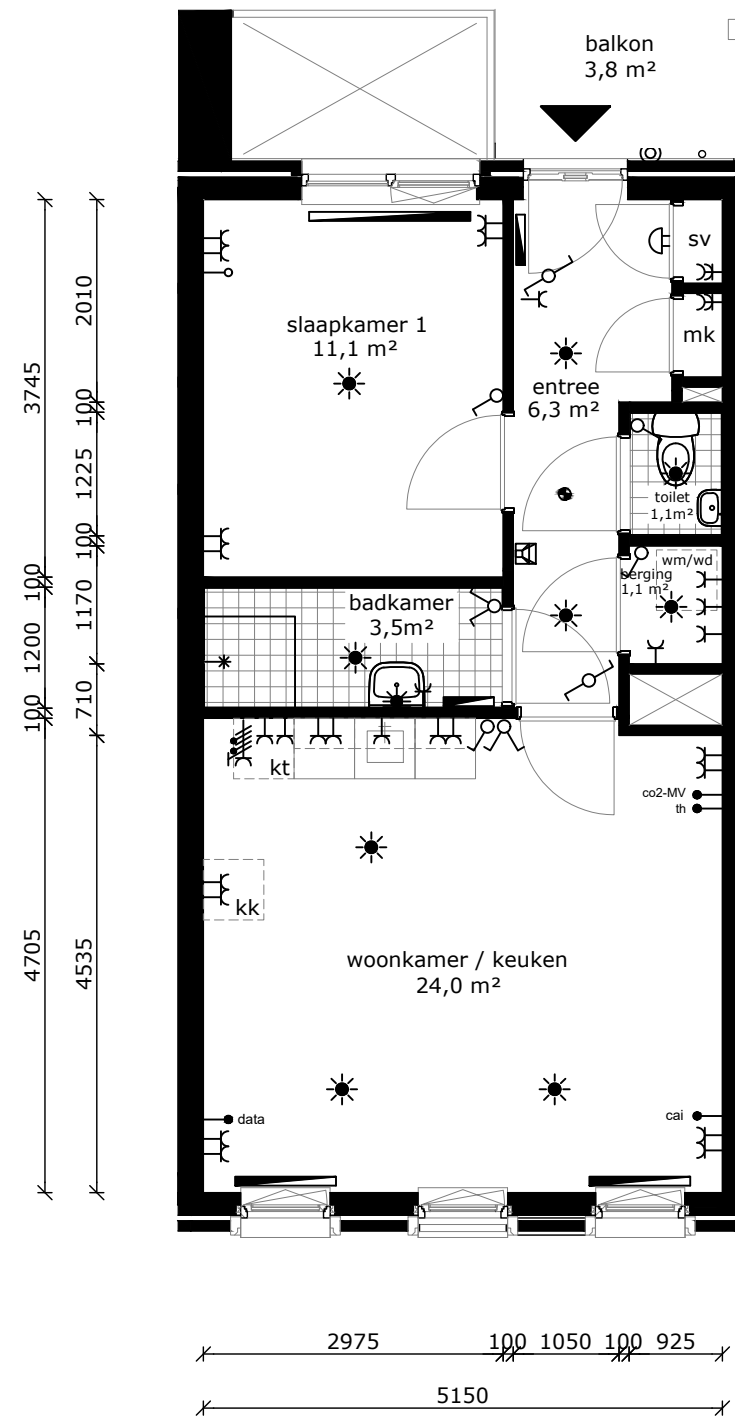 balkon
3,8 m²
sv
mk
slaapkamer 1
11,1 m²
entree
6,3 m²
toilet
1,1m²
wm/wd
berging
1,1 m²
badkamer
3,5m²
kt
co2-MV
th
kk
woonkamer / keuken
24,0 m²
data
cai
3745
100
1200
100
4705
2010
100
1225
100
1170
710
4535
2975
100
1050
100
925
5150